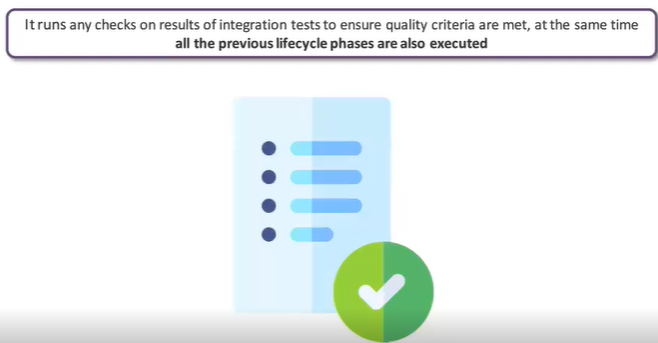 It runs any checks on results of integration tests to ensure quality criteria are met, at the same time
all the previous lifecycle phases are also executed